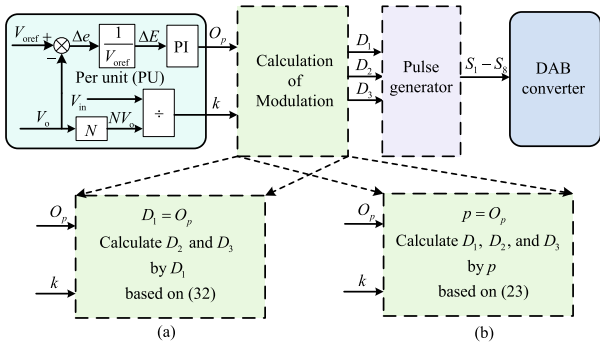 V_oref + − Δe 1/V_oref ΔE PI O_p
Per unit (PU)
V_in
V_o N NV_o ÷ k
Calculation
of
Modulation
D_1
D_2
D_3
Pulse
generator
S_1 − S_8
DAB
converter
O_p
k
D_1 = O_p
Calculate D_2 and D_3
by D_1
based on (32)
(a)
O_p
k
p = O_p
Calculate D_1, D_2, and D_3
by p
based on (23)
(b)